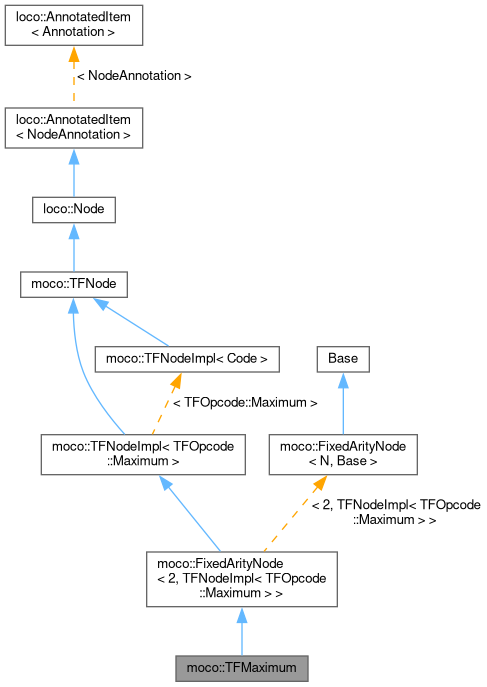 loco::AnnotatedItem
< Annotation >
< NodeAnnotation >
loco::AnnotatedItem
< NodeAnnotation >
loco::Node
moco::TFNode
moco::TFNodeImpl< Code >
Base
< TFOpcode::Maximum >
moco::TFNodeImpl< TFOpcode
::Maximum >
moco::FixedArityNode
< N, Base >
< 2, TFNodeImpl< TFOpcode
::Maximum > >
moco::FixedArityNode
< 2, TFNodeImpl< TFOpcode
::Maximum > >
moco::TFMaximum